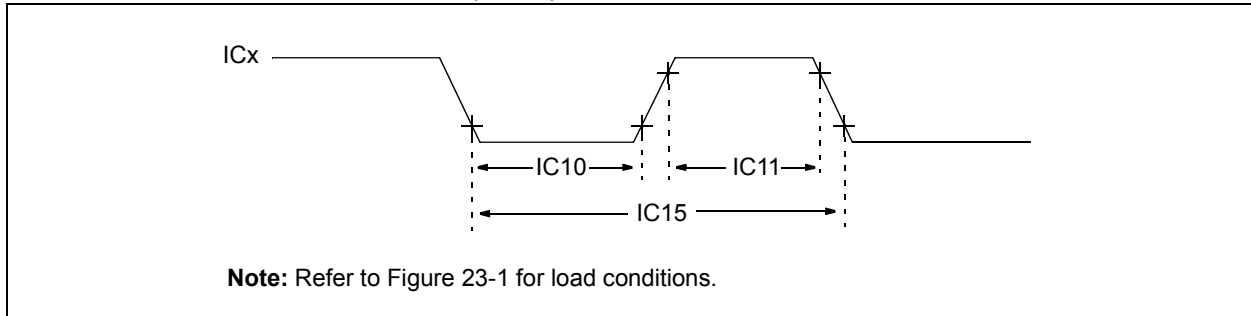 ICx
IC10
IC11
IC15
Note: Refer to Figure 23-1 for load conditions.